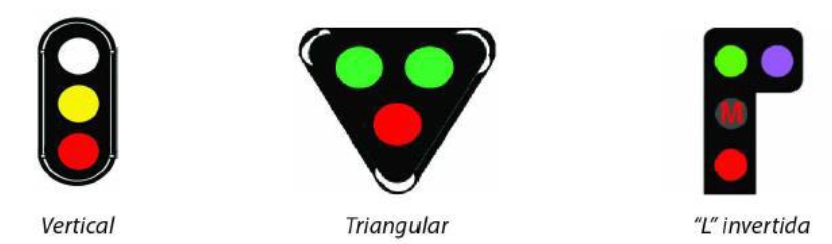 M
Vertical
Triangular
"L" invertida